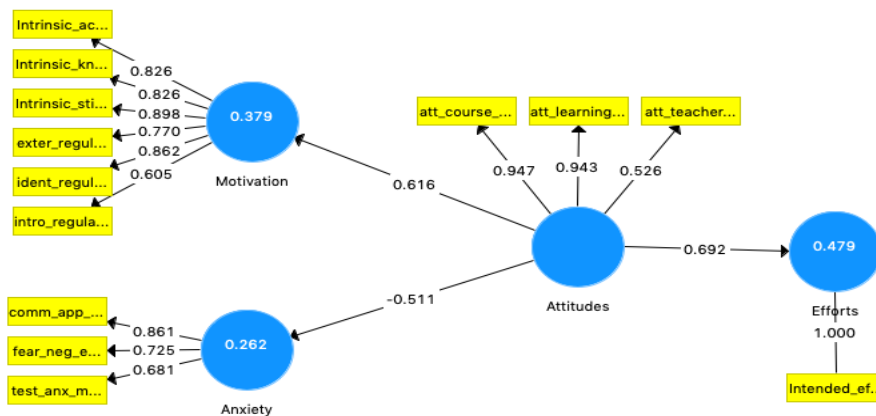 Intrinsic_ac...
Intrinsic_kn...
Intrinsic_sti...
exter_regul...
ident_regul...
intro_regula...
0.826
0.826
0.898
0.770
0.862
0.605
0.379
Motivation
att_course_...
att_learning...
att_teacher...
0.947
0.943
0.526
0.616
0.692
-0.511
Attitudes
0.479
Efforts
1.000
Intended_ef...
comm_app_...
fear_neg_e...
test_anx_m...
0.861
0.725
0.681
0.262
Anxiety